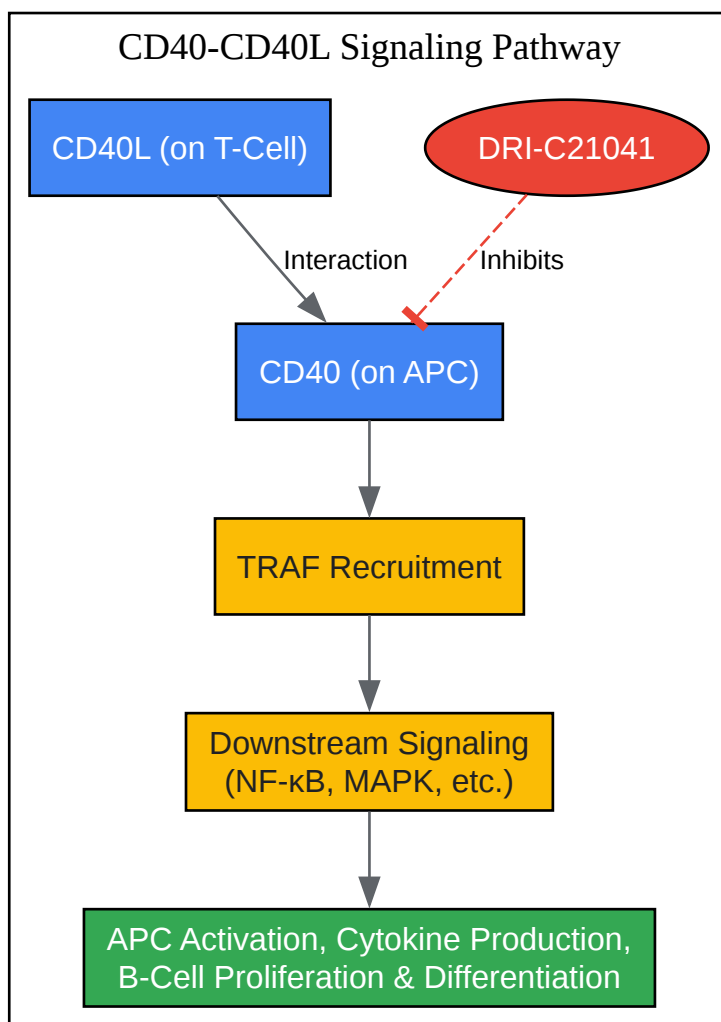 CD40-CD40L Signaling Pathway
CD40L (on T-Cell)
DRI-C21041
Interaction
Inhibits
CD40 (on APC)
TRAF Recruitment
Downstream Signaling
(NF-κB, MAPK, etc.)
APC Activation, Cytokine Production,
B-Cell Proliferation & Differentiation